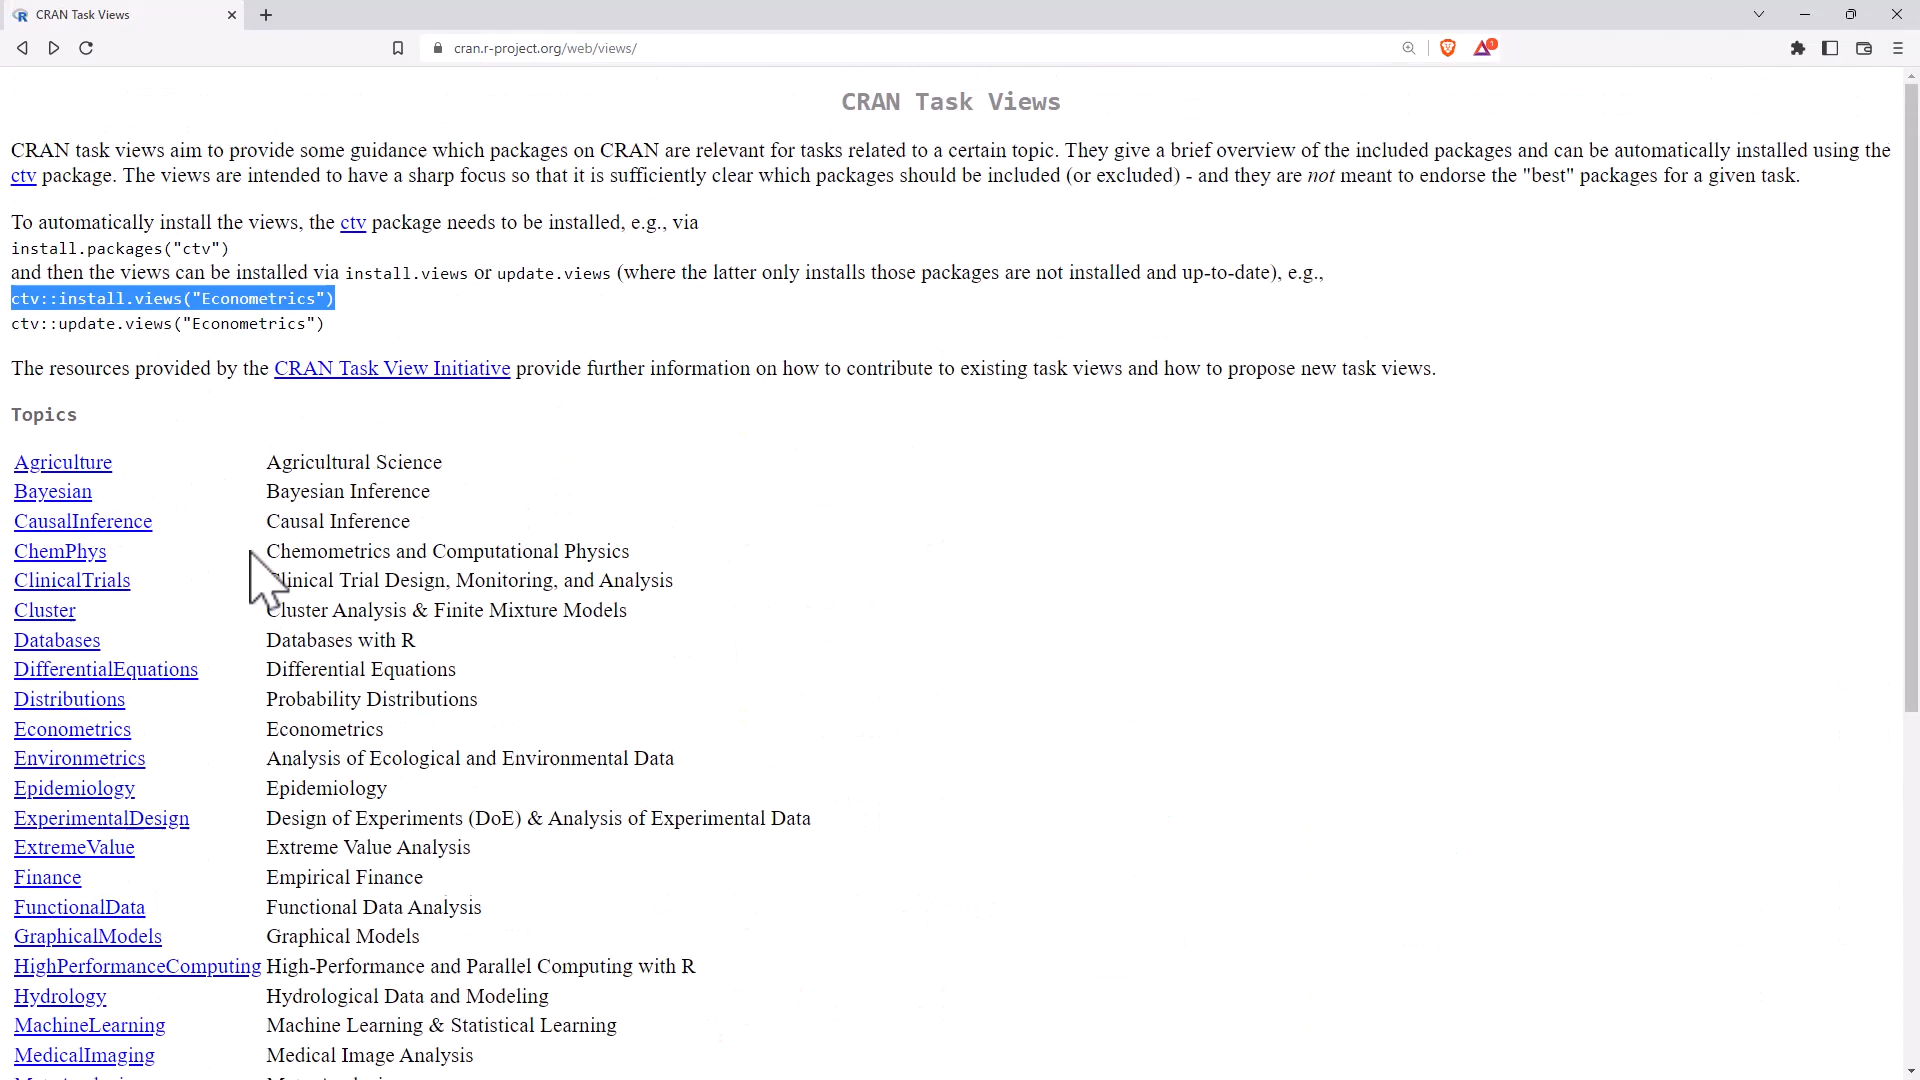 CRAN Task Views
cran.r-project.org/web/views/
1
CRAN Task Views
CRAN task views aim to provide some guidance which packages on CRAN are relevant for tasks related to a certain topic. They give a brief overview of the included packages and can be automatically installed using the
ctv package. The views are intended to have a sharp focus so that it is sufficiently clear which packages should be included (or excluded) - and they are not meant to endorse the "best" packages for a given task.
To automatically install the views, the ctv package needs to be installed, e.g., via
install.packages("ctv")
and then the views can be installed via install.views or update.views (where the latter only installs those packages are not installed and up-to-date), e.g.,
ctv::install.views("Econometrics")
ctv::update.views("Econometrics")
The resources provided by the CRAN Task View Initiative provide further information on how to contribute to existing task views and how to propose new task views.
Topics
Agriculture Agricultural Science
Bayesian Bayesian Inference
CausalInference Causal Inference
ChemPhys Chemometrics and Computational Physics
ClinicalTrials Clinical Trial Design, Monitoring, and Analysis
Cluster Cluster Analysis & Finite Mixture Models
Databases Databases with R
DifferentialEquations Differential Equations
Distributions Probability Distributions
Econometrics Econometrics
Environmetrics Analysis of Ecological and Environmental Data
Epidemiology Epidemiology
ExperimentalDesign Design of Experiments (DoE) & Analysis of Experimental Data
ExtremeValue Extreme Value Analysis
Finance Empirical Finance
FunctionalData Functional Data Analysis
GraphicalModels Graphical Models
HighPerformanceComputing High-Performance and Parallel Computing with R
Hydrology Hydrological Data and Modeling
MachineLearning Machine Learning & Statistical Learning
MedicalImaging Medical Image Analysis